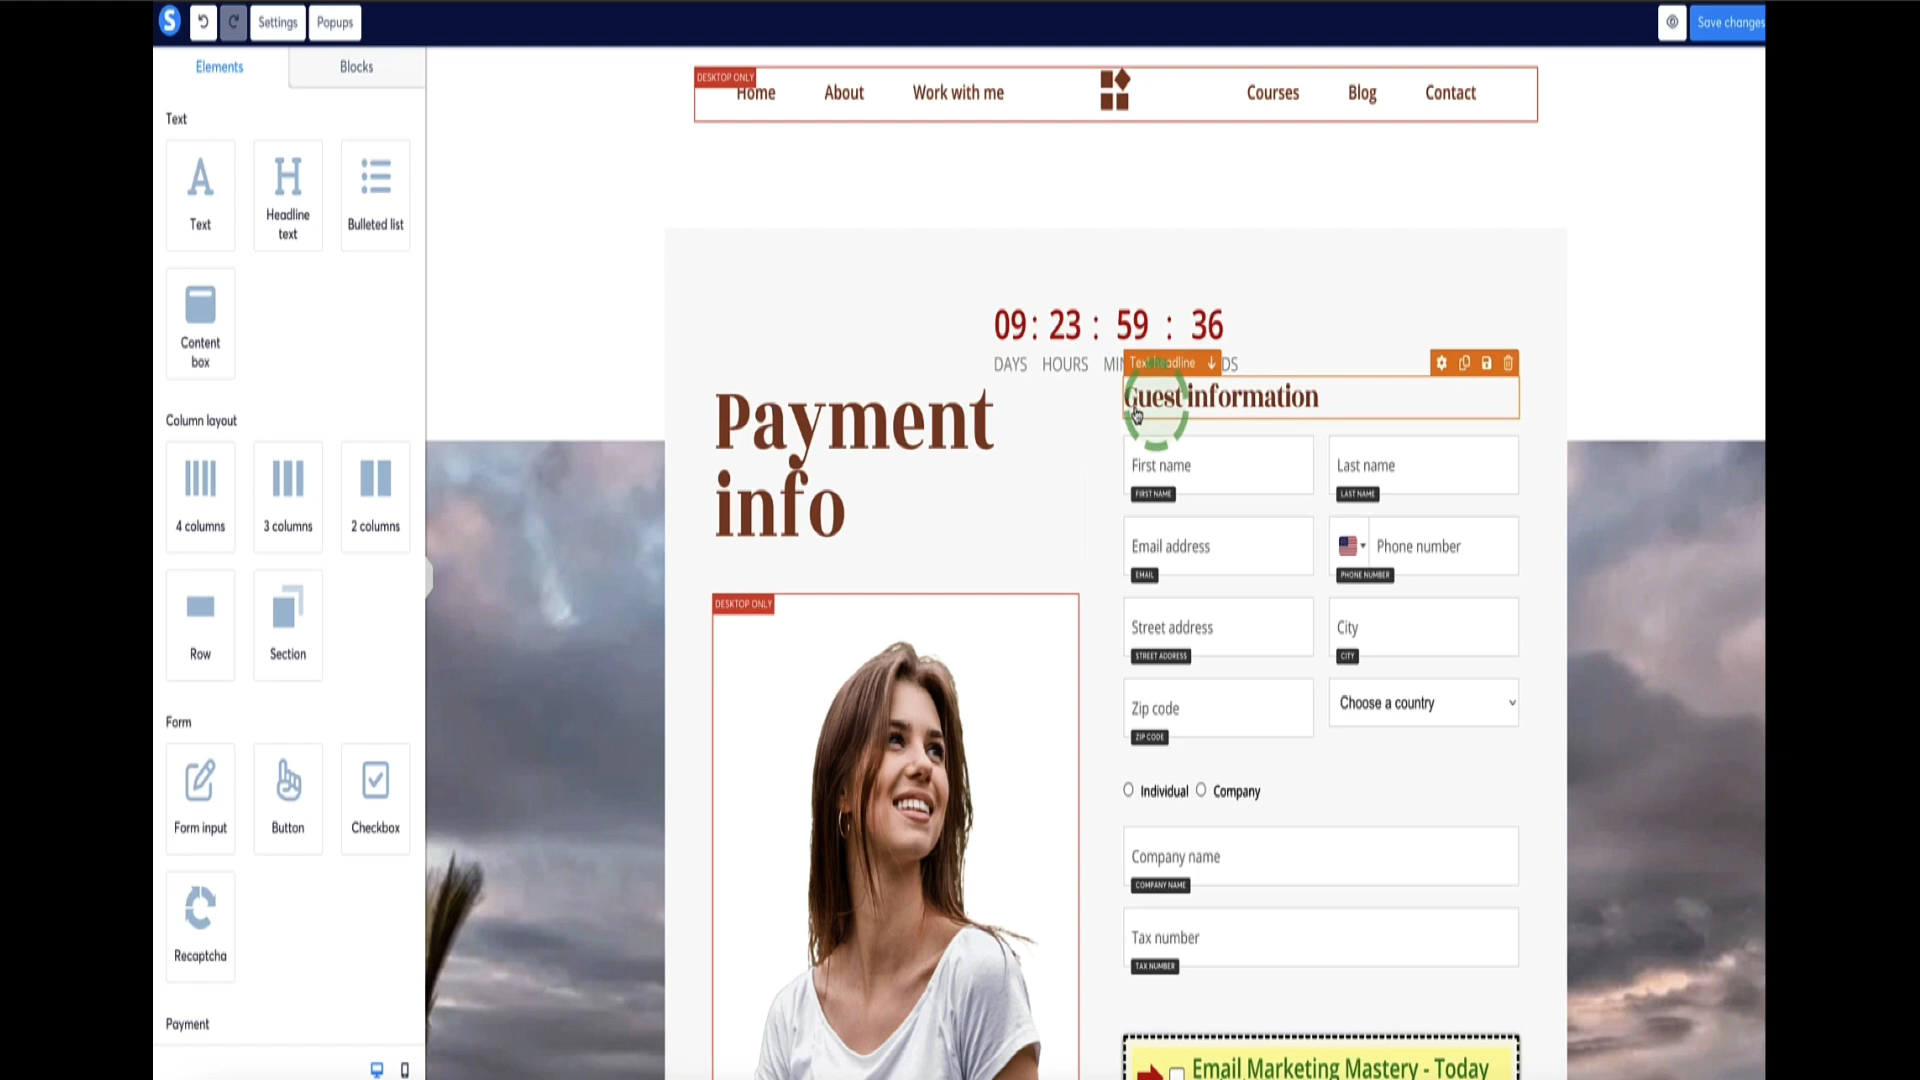 S
Settings
Popups
Save changes
Elements
Blocks
Text
A
Text
H
Headline
text
Bulleted list
Content
box
Column layout
4 columns
3 columns
2 columns
Row
Section
Form
Form input
Button
Checkbox
Recaptcha
Payment
DESKTOP ONLY
Home
About
Work with me
Courses
Blog
Contact
09 : 23 : 59 : 36
DAYS HOURS
Text headline
Payment
info
Guest information
First name
FIRST NAME
Last name
LAST NAME
Email address
EMAIL
Phone number
PHONE NUMBER
Street address
STREET ADDRESS
City
CITY
Zip code
ZIP CODE
Choose a country
DESKTOP ONLY
Individual
Company
Company name
COMPANY NAME
Tax number
TAX NUMBER
Email Marketing Mastery - Today